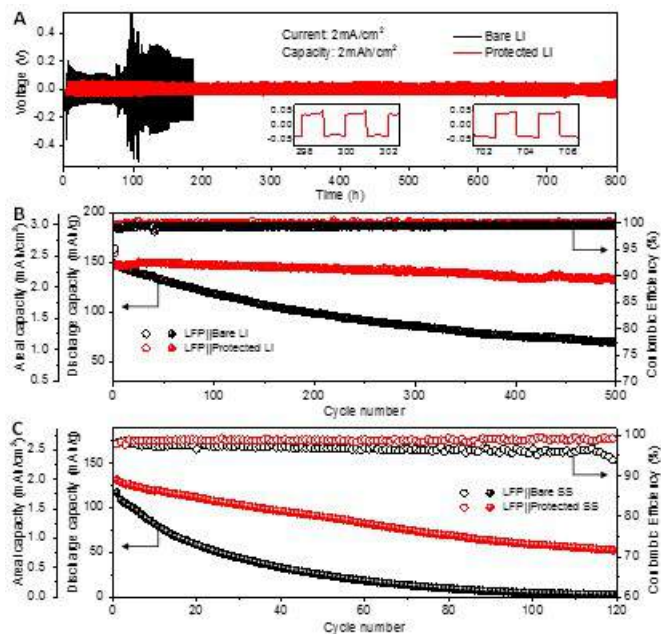 A
Current: 2mA/cm²
Capacity: 2mAh/cm²
Bare LI
Protected LI
Voltage (V)
0.4
0.2
0.0
-0.2
-0.4
0.05
0.00
-0.05
298 300 302
0.05
0.00
-0.05
702 704 706
0 50 100 150 200 250 300 350 400 450 500 600 700 800
Time (h)
B
Areal capacity (mAh/cm²)
3.0
2.5
2.0
1.5
1.0
0.5
Discharge capacity (mAh/g)
200
150
100
50
LFP||Bare LI
LFP||Protected LI
Coulombic Efficiency (%)
100
95
90
85
80
75
70
0 100 200 300 400 500
Cycle number
C
Areal capacity (mAh/cm²)
2.5
2.0
1.5
1.0
0.5
0.0
Discharge capacity (mAh/g)
150
100
50
0
LFP||Bare SS
LFP||Protected SS
Coulombic Efficiency (%)
100
90
80
70
60
0 20 40 60 80 100 120
Cycle number